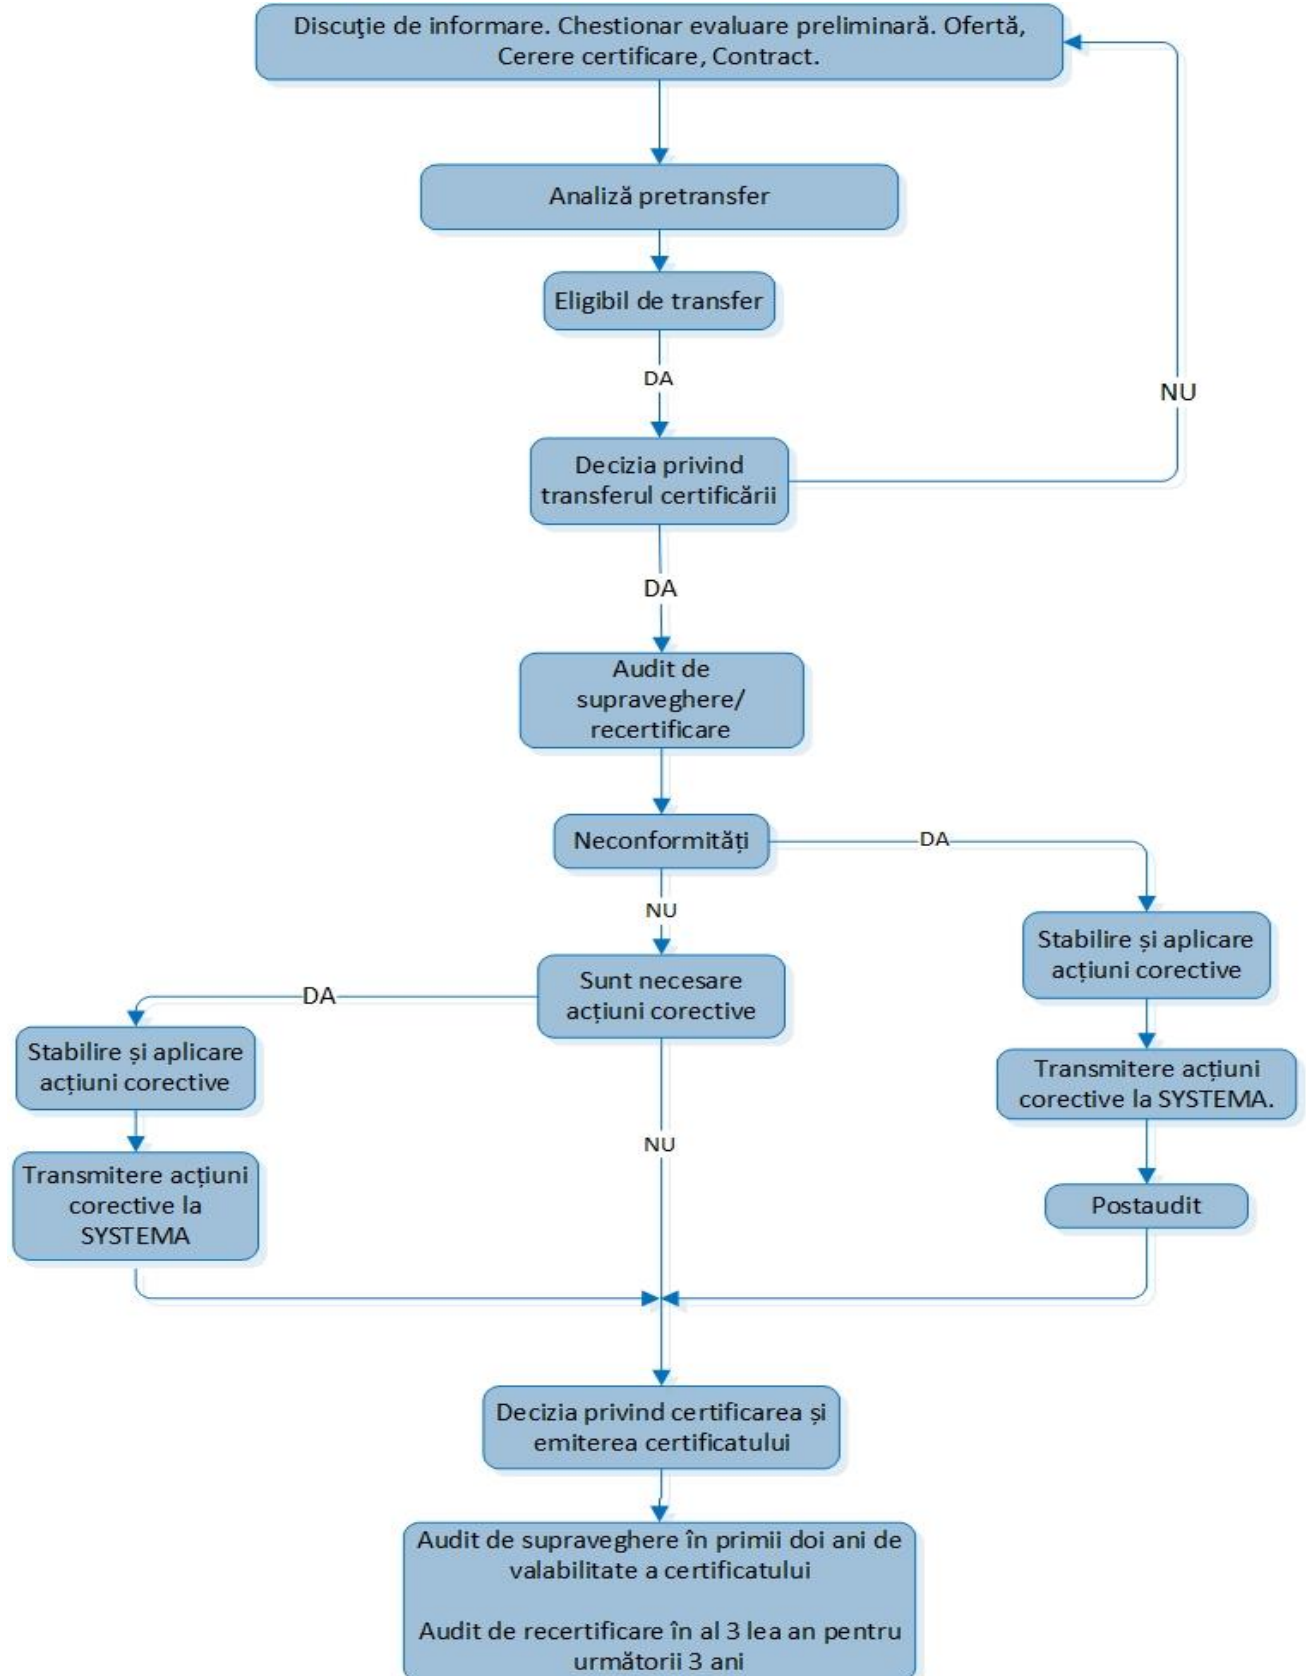 Discuţie de informare. Chestionar evaluare preliminară. Ofertă,
Cerere certificare, Contract.
Analiză pretransfer
Eligibil de transfer
DA
NU
Decizia privind
transferul certificării
DA
Audit de
supraveghere/
recertificare
Neconformități
DA
NU
Stabilire și aplicare
acțiuni corective
Sunt necesare
acțiuni corective
DA
Stabilire și aplicare
acțiuni corective
Transmitere acțiuni
corective la SYSTEMA.
NU
Transmitere acțiuni
corective la
SYSTEMA
Postaudit
Decizia privind certificarea și
emiterea certificatului
Audit de supraveghere în primii doi ani de
valabilitate a certificatului
Audit de recertificare în al 3 lea an pentru
următorii 3 ani